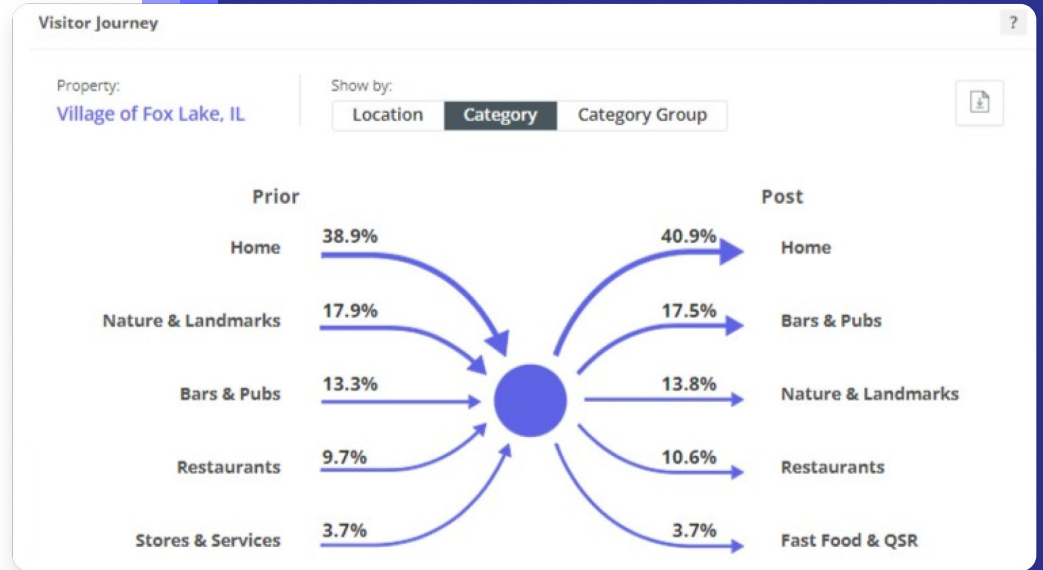 Visitor Journey
?
Property:
Village of Fox Lake, IL
Show by:
Location
Category
Category Group
Prior
Home
38.9%
Nature & Landmarks
17.9%
Bars & Pubs
13.3%
Restaurants
9.7%
Stores & Services
3.7%
Post
40.9%
Home
17.5%
Bars & Pubs
13.8%
Nature & Landmarks
10.6%
Restaurants
3.7%
Fast Food & QSR